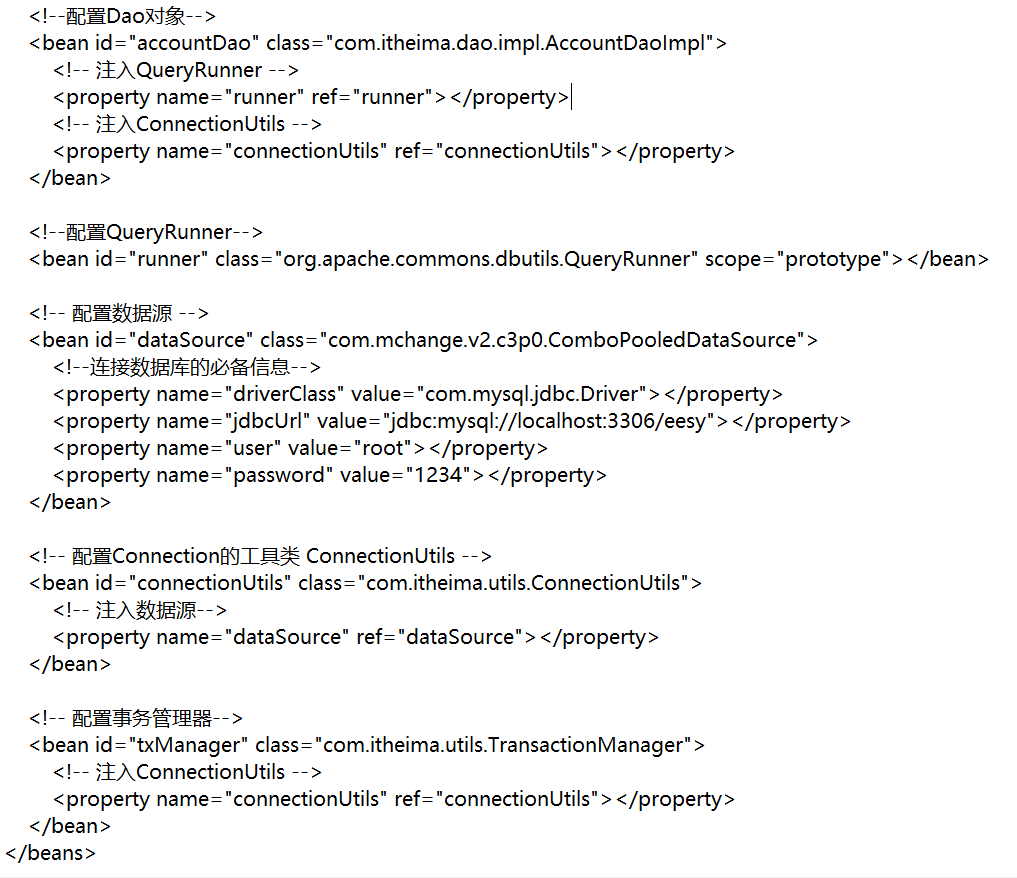 <!--配置Dao对象-->
<bean id="accountDao" class="com.itheima.dao.impl.AccountDaoImpl">
<!-- 注入QueryRunner -->
<property name="runner" ref="runner"></property>
<!-- 注入ConnectionUtils -->
<property name="connectionUtils" ref="connectionUtils"></property>
</bean>
<!--配置QueryRunner-->
<bean id="runner" class="org.apache.commons.dbutils.QueryRunner" scope="prototype"></bean>
<!-- 配置数据源 -->
<bean id="dataSource" class="com.mchange.v2.c3p0.ComboPooledDataSource">
<!--连接数据库的必备信息-->
<property name="driverClass" value="com.mysql.jdbc.Driver"></property>
<property name="jdbcUrl" value="jdbc:mysql://localhost:3306/eesy"></property>
<property name="user" value="root"></property>
<property name="password" value="1234"></property>
</bean>
<!-- 配置Connection的工具类 ConnectionUtils -->
<bean id="connectionUtils" class="com.itheima.utils.ConnectionUtils">
<!-- 注入数据源-->
<property name="dataSource" ref="dataSource"></property>
</bean>
<!-- 配置事务管理器-->
<bean id="txManager" class="com.itheima.utils.TransactionManager">
<!-- 注入ConnectionUtils -->
<property name="connectionUtils" ref="connectionUtils"></property>
</bean>
</beans>